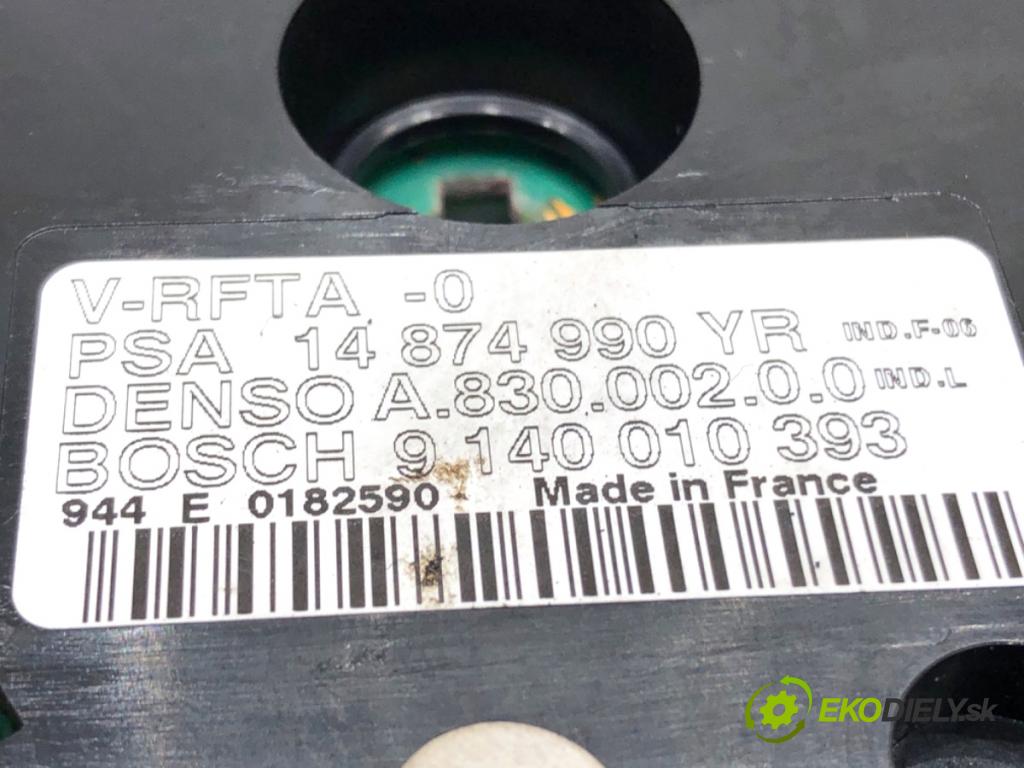 V-RFTA -0
PSA 14 874 990 YR IND.F-06
DENSO A.830.002.0.0 IND.L
BOSCH 9 140 010 393
944 E 0182590 Made in France
EKODIELY.sk